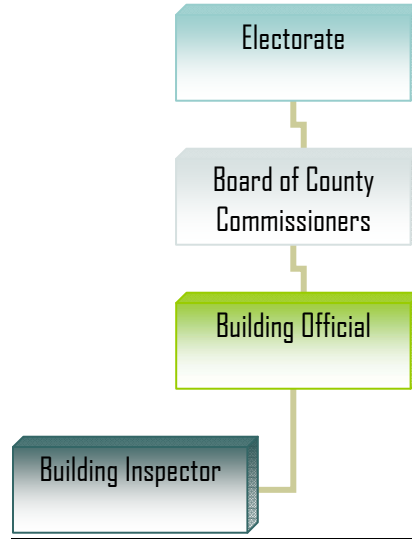 Electorate
Board of County
Commissioners
Building Official
Building Inspector